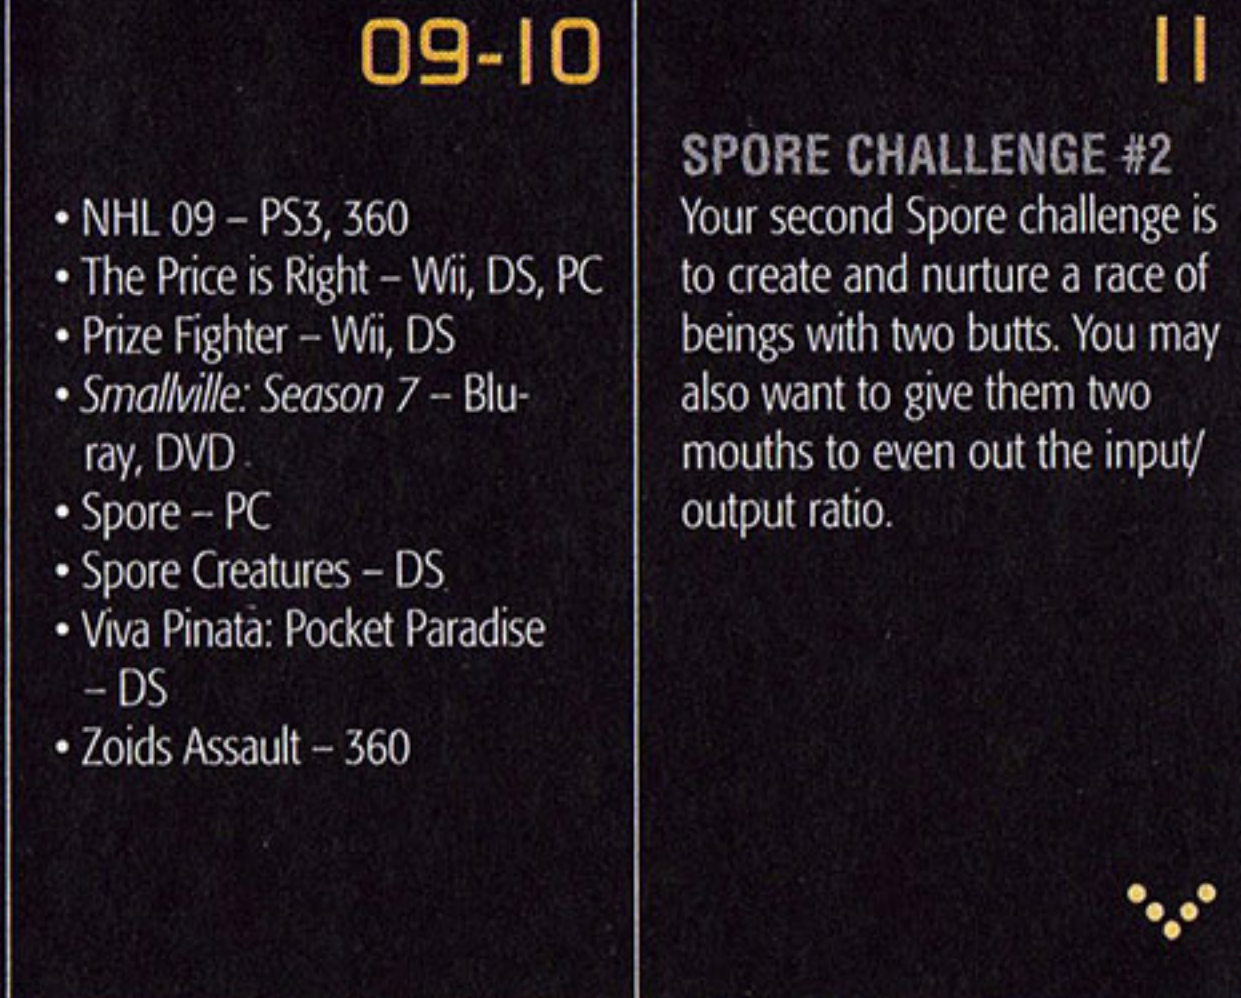 09-10
• NHL 09 – PS3, 360
• The Price is Right – Wii, DS, PC
• Prize Fighter – Wii, DS
• Smallville: Season 7 – Blu-
ray, DVD
• Spore – PC
• Spore Creatures – DS
• Viva Pinata: Pocket Paradise
– DS
• Zoids Assault – 360
11
SPORE CHALLENGE #2
Your second Spore challenge is
to create and nurture a race of
beings with two butts. You may
also want to give them two
mouths to even out the input/
output ratio.